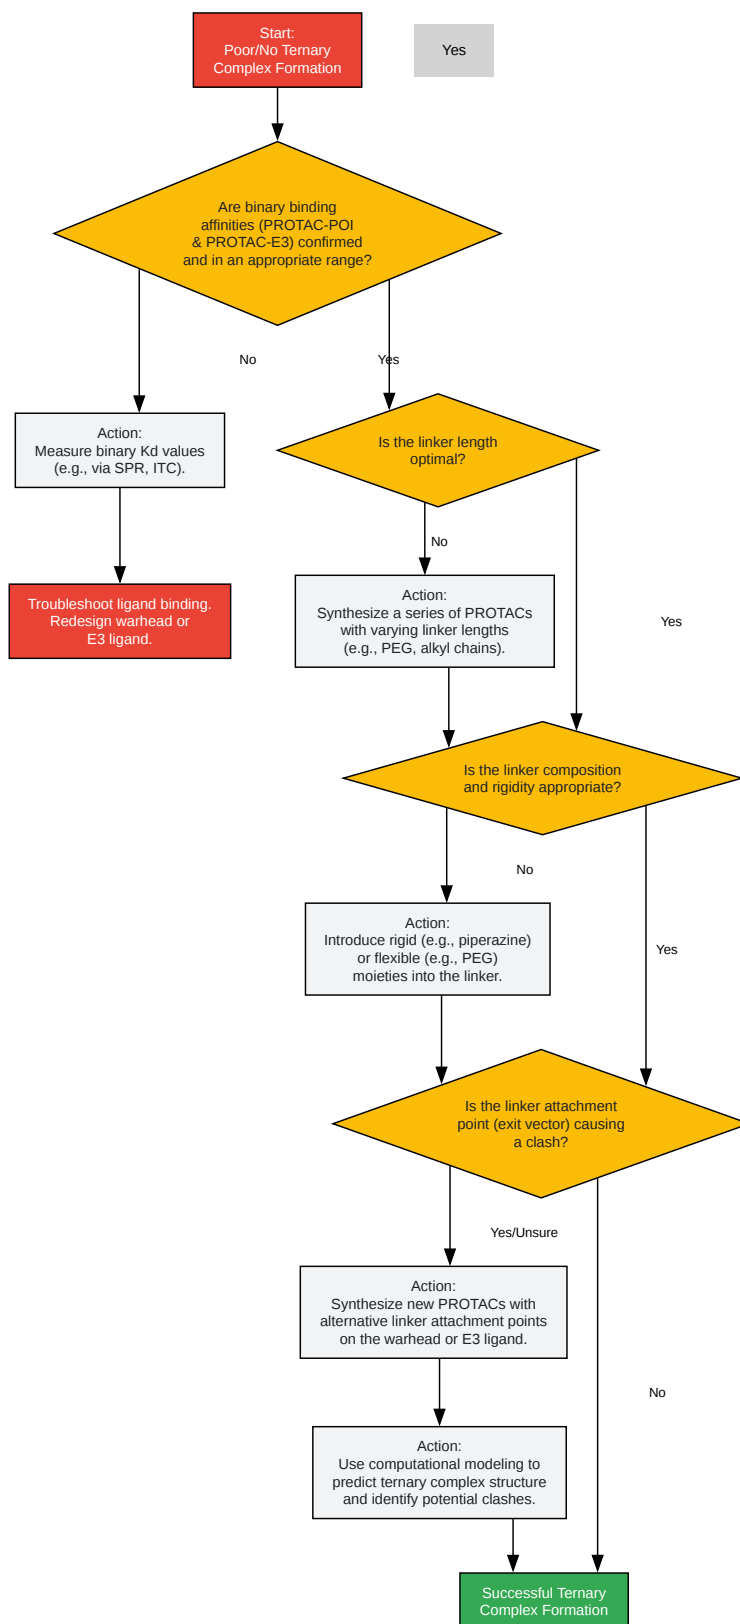 Start:
Poor/No Ternary
Complex Formation
Yes
Are binary binding
affinities (PROTAC-POI
& PROTAC-E3) confirmed
and in an appropriate range?
No
Yes
Action:
Measure binary Kd values
(e.g., via SPR, ITC).
Is the linker length
optimal?
No
Troubleshoot ligand binding.
Redesign warhead or
E3 ligand.
Action:
Synthesize a series of PROTACs
with varying linker lengths
(e.g., PEG, alkyl chains).
Yes
Is the linker composition
and rigidity appropriate?
No
Action:
Introduce rigid (e.g., piperazine)
or flexible (e.g., PEG)
moieties into the linker.
Yes
Is the linker attachment
point (exit vector) causing
a clash?
Yes/Unsure
Action:
Synthesize new PROTACs with
alternative linker attachment points
on the warhead or E3 ligand.
No
Action:
Use computational modeling to
predict ternary complex structure
and identify potential clashes.
Successful Ternary
Complex Formation